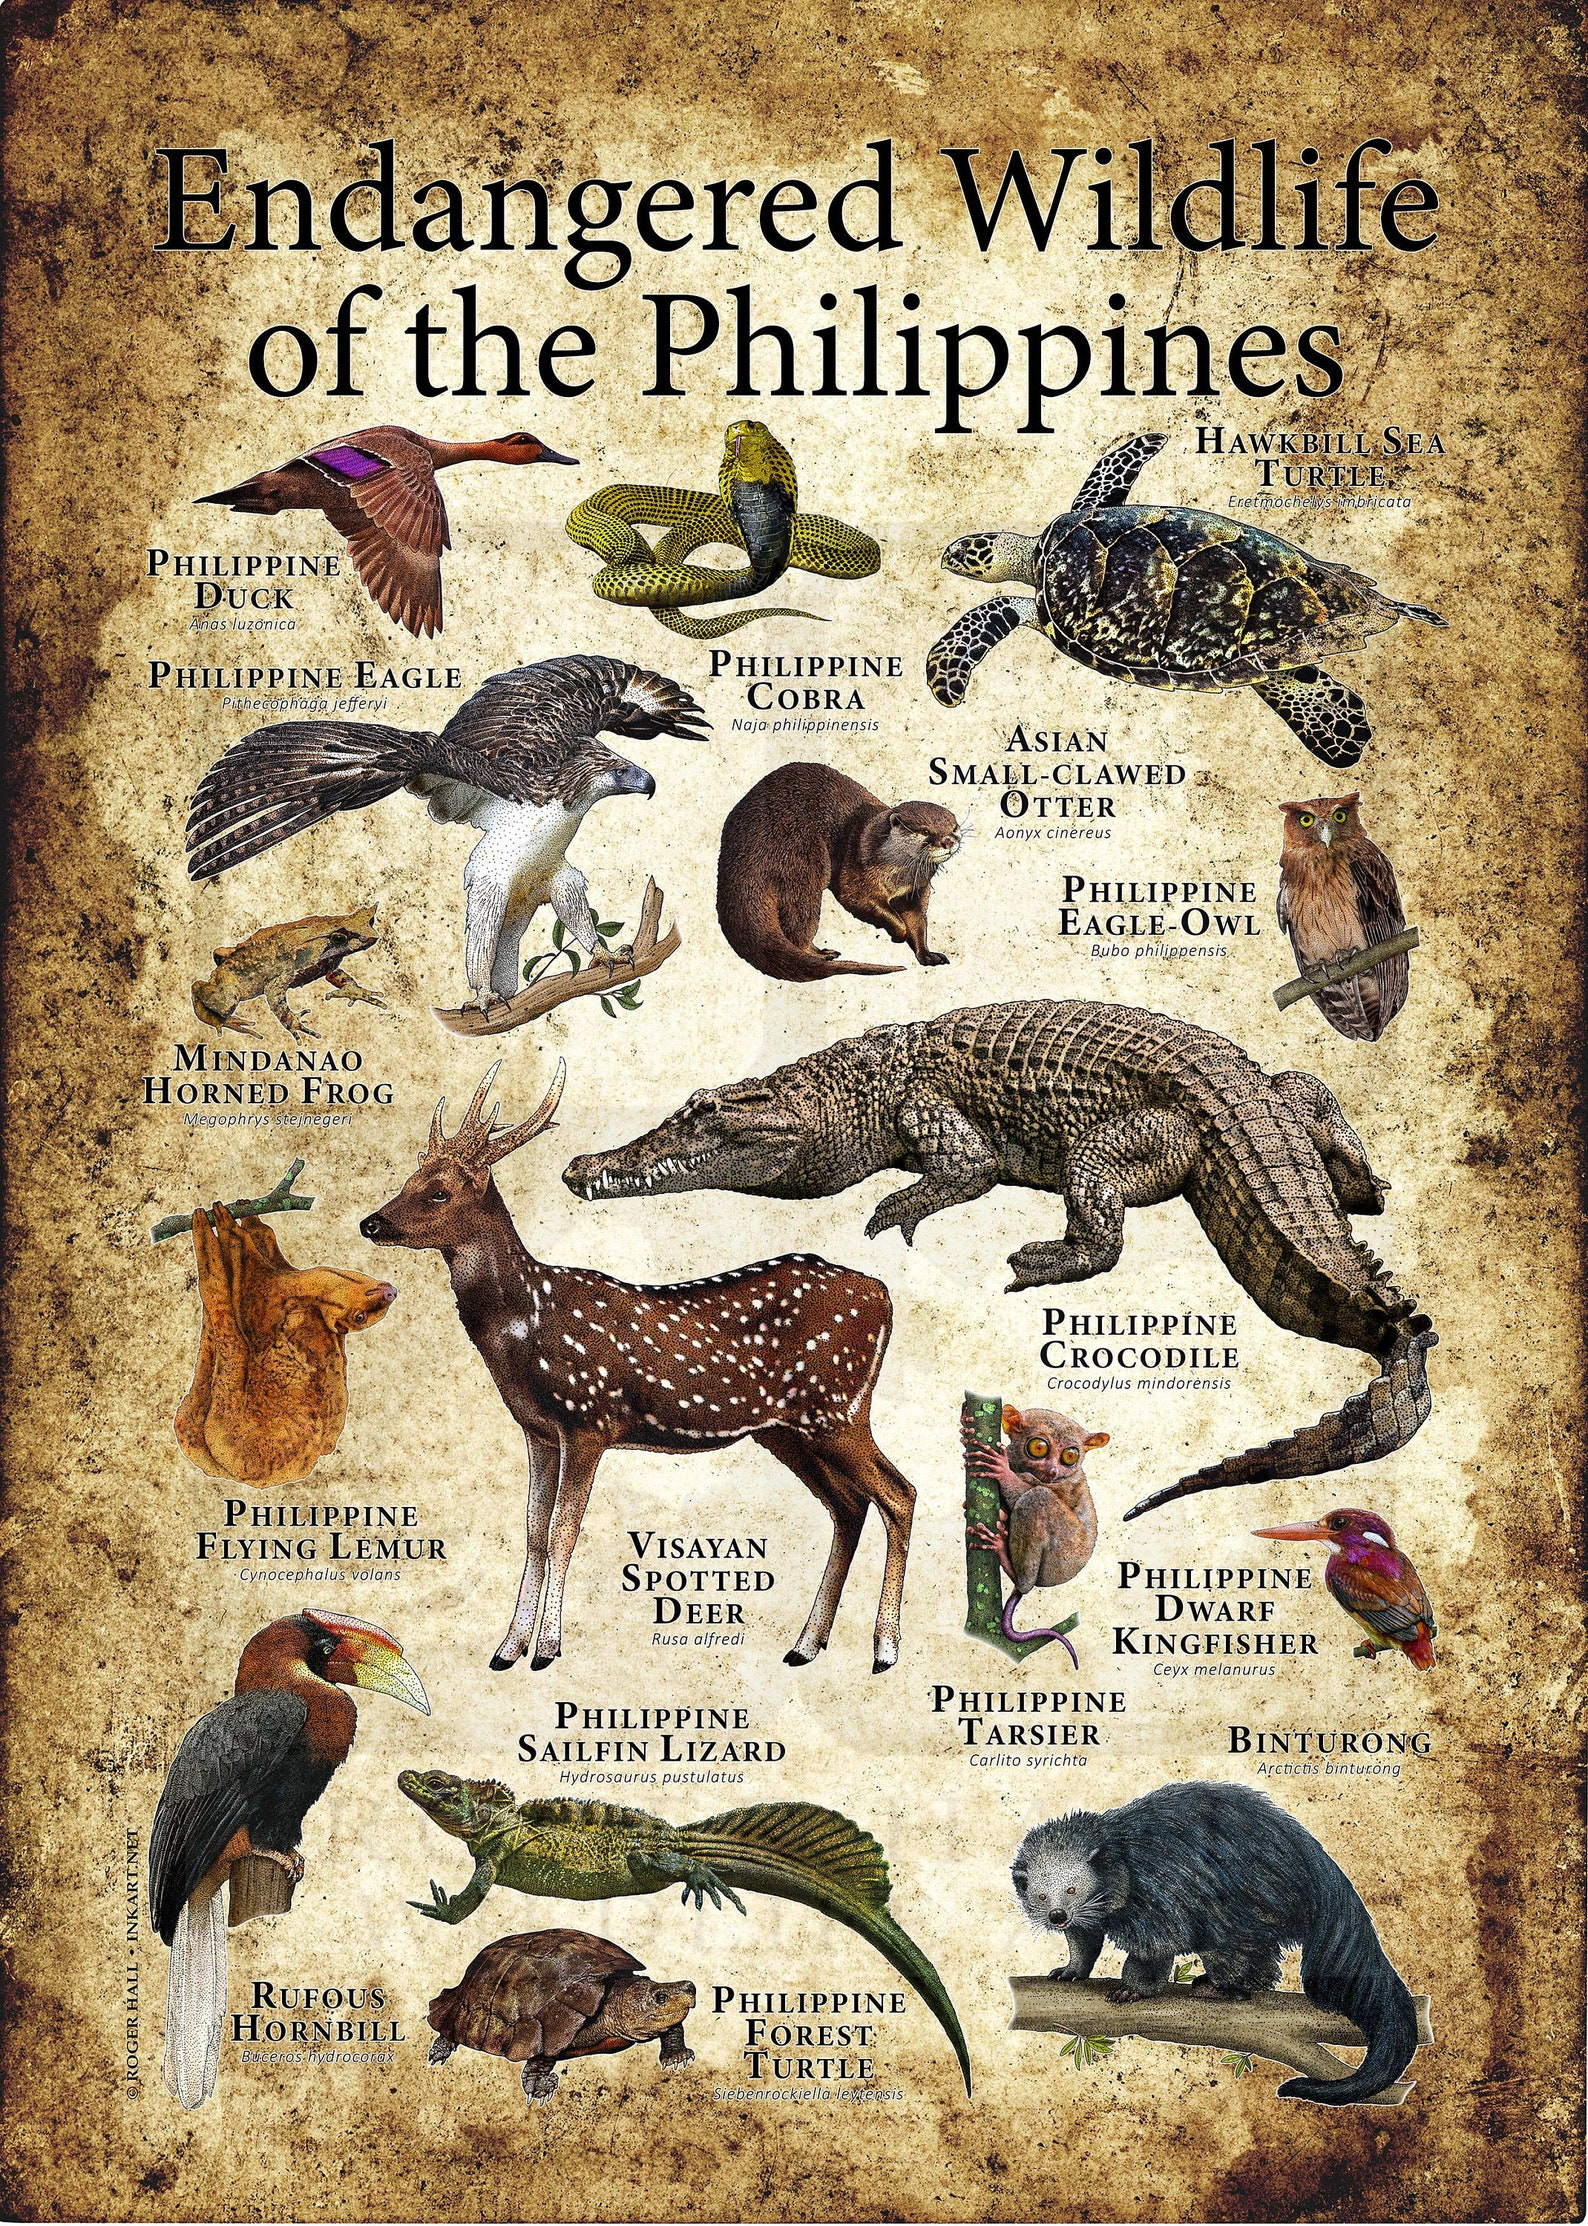 Endangered Wildlife
of the Philippines
HAWKBILL SEA
TURTLE
Eretmochelys imbricata
PHILIPPINE
DUCK
Anas luzonica
PHILIPPINE EAGLE
Pithecophaga jefferyi
PHILIPPINE
COBRA
Naja philippinensis
ASIAN
SMALL-CLAWED
OTTER
Aonyx cinereus
PHILIPPINE
EAGLE-OWL
Bubo philippensis
MINDANAO
HORNED FROG
Megophrys stejnegeri
PHILIPPINE
CROCODILE
Crocodylus mindorensis
PHILIPPINE
FLYING LEMUR
Cynocephalus volans
VISAYAN
SPOTTED
DEER
Rusa alfredi
PHILIPPINE
DWARF
KINGFISHER
Ceyx melanurus
PHILIPPINE
TARSIER
Carlito syrichta
PHILIPPINE
SAILFIN LIZARD
Hydrosaurus pustulatus
BINTURONG
Arctictis binturong
RUFOUS
HORNBILL
Buceros hydrocorax
PHILIPPINE
FOREST
TURTLE
Siebenrockiella leytensis
© ROGER HALL • INKART.NET